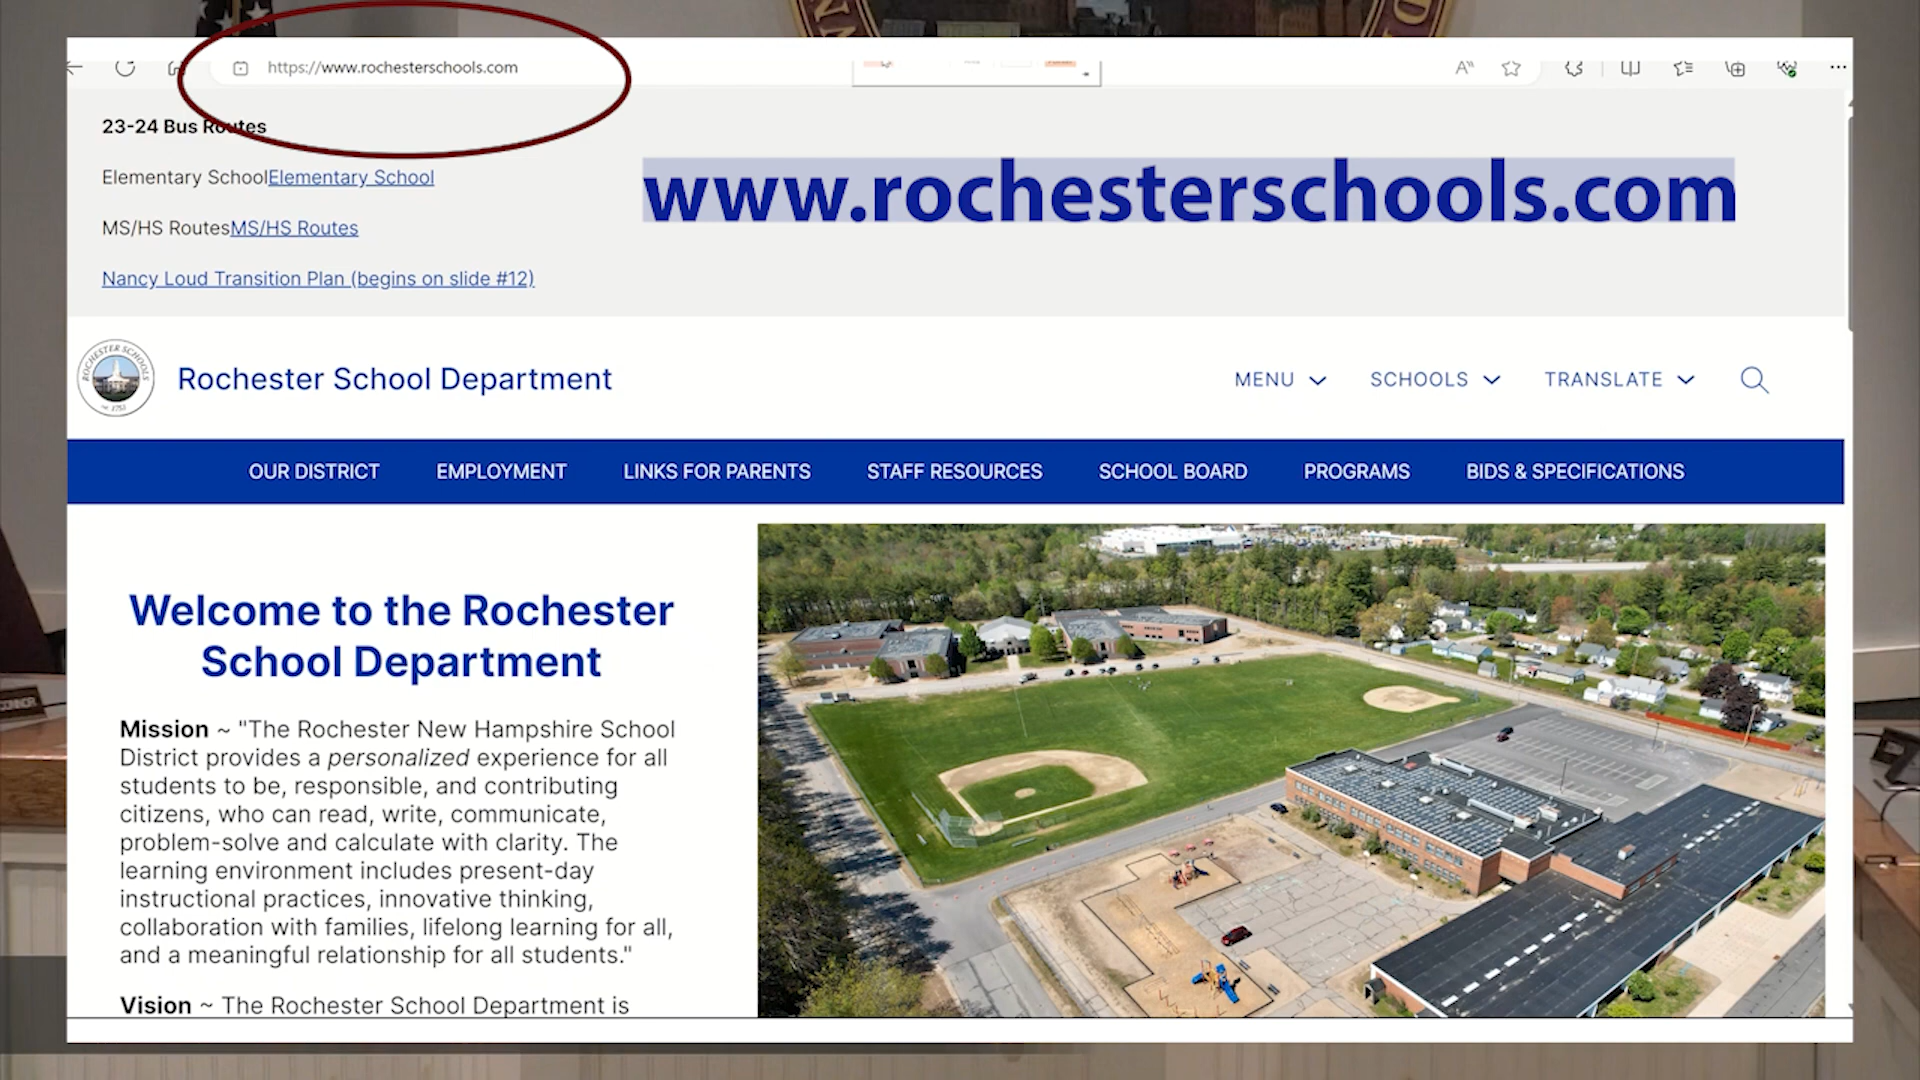 https://www.rochesterschools.com
23-24 Bus Routes
Elementary SchoolElementary School
www.rochesterschools.com
MS/HS RoutesMS/HS Routes
Nancy Loud Transition Plan (begins on slide #12)
ROCHESTER SCHOOLS
est. 1752
Rochester School Department
MENU
SCHOOLS
TRANSLATE
OUR DISTRICT EMPLOYMENT LINKS FOR PARENTS STAFF RESOURCES SCHOOL BOARD PROGRAMS BIDS & SPECIFICATIONS
Welcome to the Rochester
School Department
Mission ~ "The Rochester New Hampshire School
District provides a personalized experience for all
students to be, responsible, and contributing
citizens, who can read, write, communicate,
problem-solve and calculate with clarity. The
learning environment includes present-day
instructional practices, innovative thinking,
collaboration with families, lifelong learning for all,
and a meaningful relationship for all students."
Vision ~ The Rochester School Department is